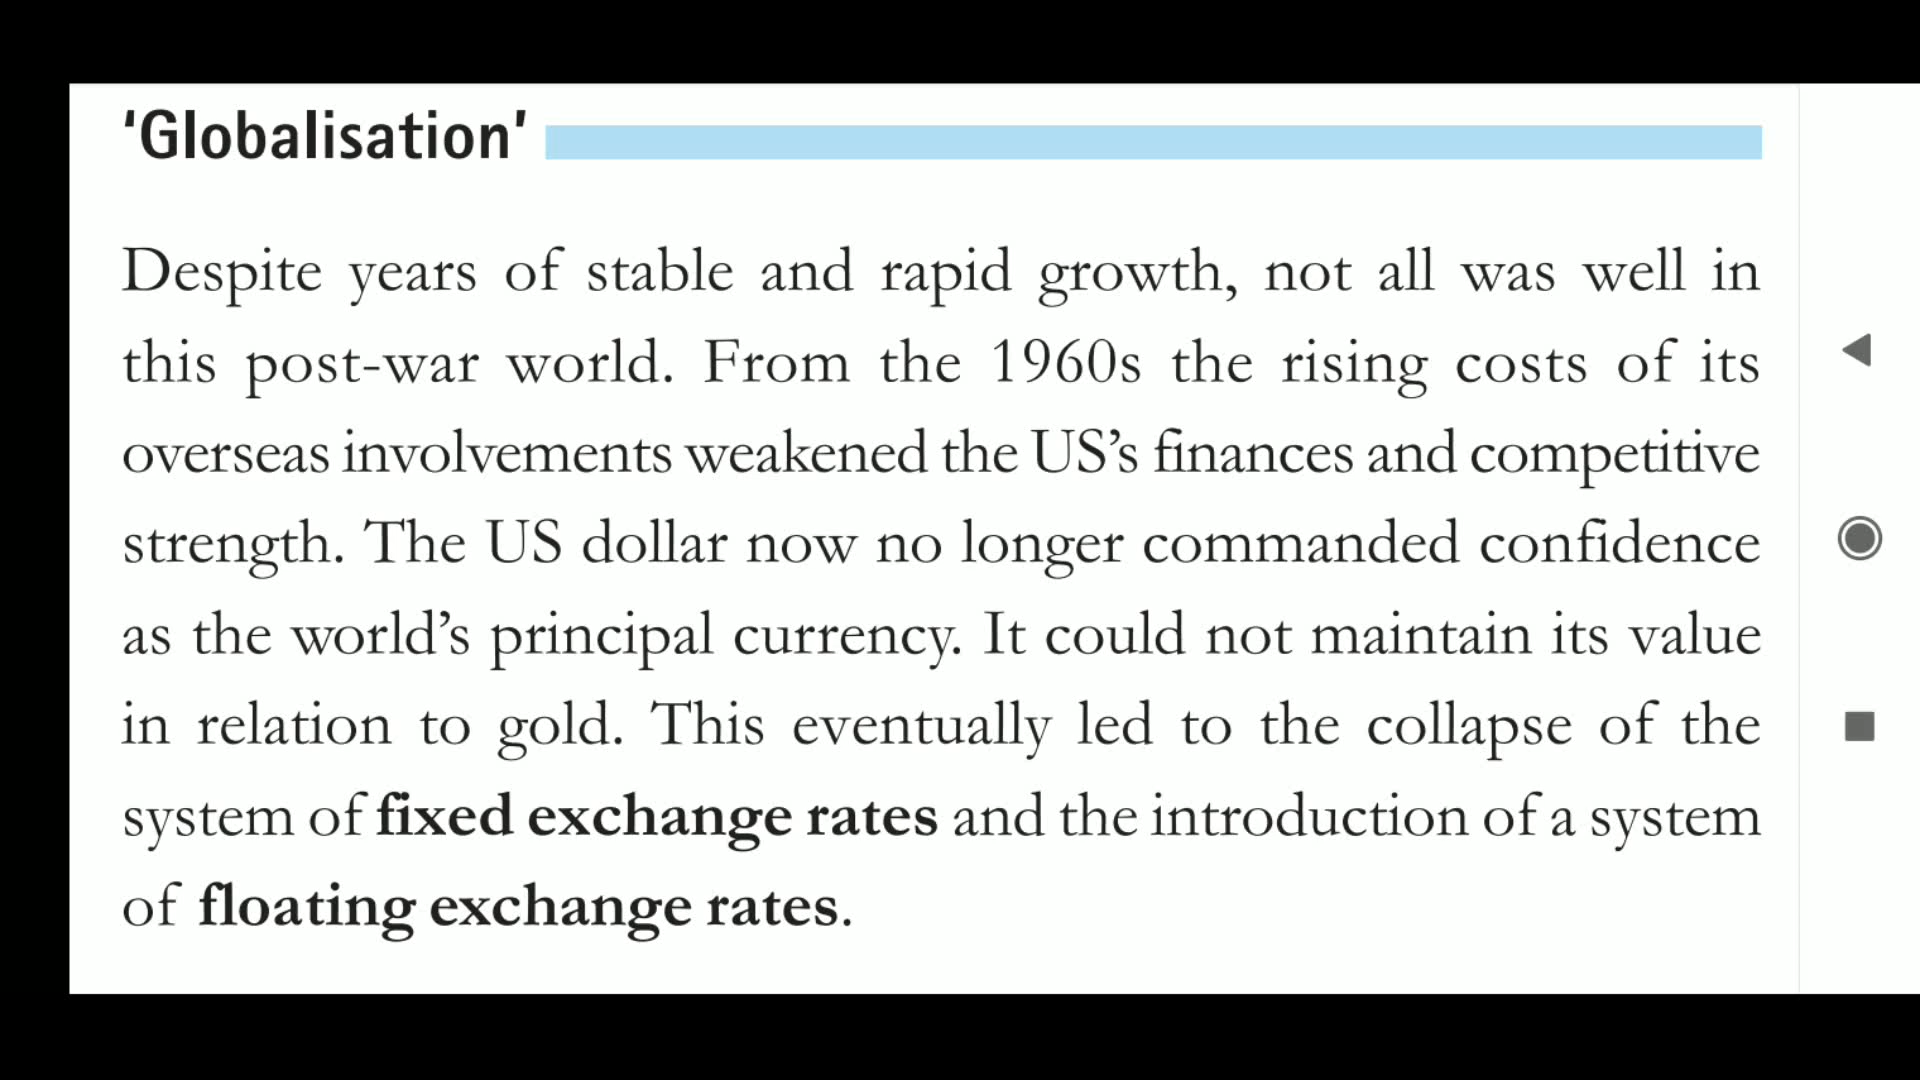 ‘Globalisation’
Despite years of stable and rapid growth, not all was well in
this post-war world. From the 1960s the rising costs of its
overseas involvements weakened the US’s finances and competitive
strength. The US dollar now no longer commanded confidence
as the world’s principal currency. It could not maintain its value
in relation to gold. This eventually led to the collapse of the
system of fixed exchange rates and the introduction of a system
of floating exchange rates.